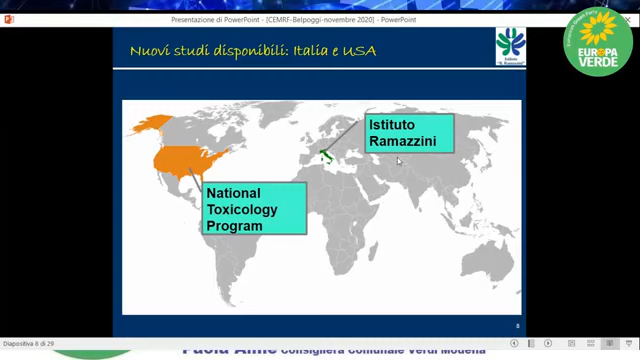 Presentazione di PowerPoint - [CEMRF-Belpoggi-novembre 2020] - PowerPoint
Nuovi studi disponibili: Italia e USA
Istituto
"B. Ramazzini"
EUROPA
VERDE
Istituto
Ramazzini
National
Toxicology
Program
8
Diapositiva 8 di 29
Consigliera Comunale Verdi Modena